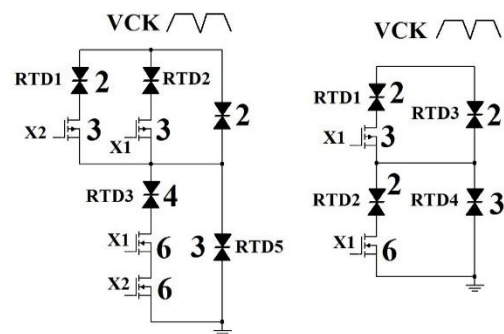 VCK
RTD1 2 RTD2
2
X2 3 X1 3
RTD3 4
X1 6
3 RTD5
X2 6
VCK
RTD1 2
RTD3 2
X1 3
2
RTD2 RTD4 3
X1 6